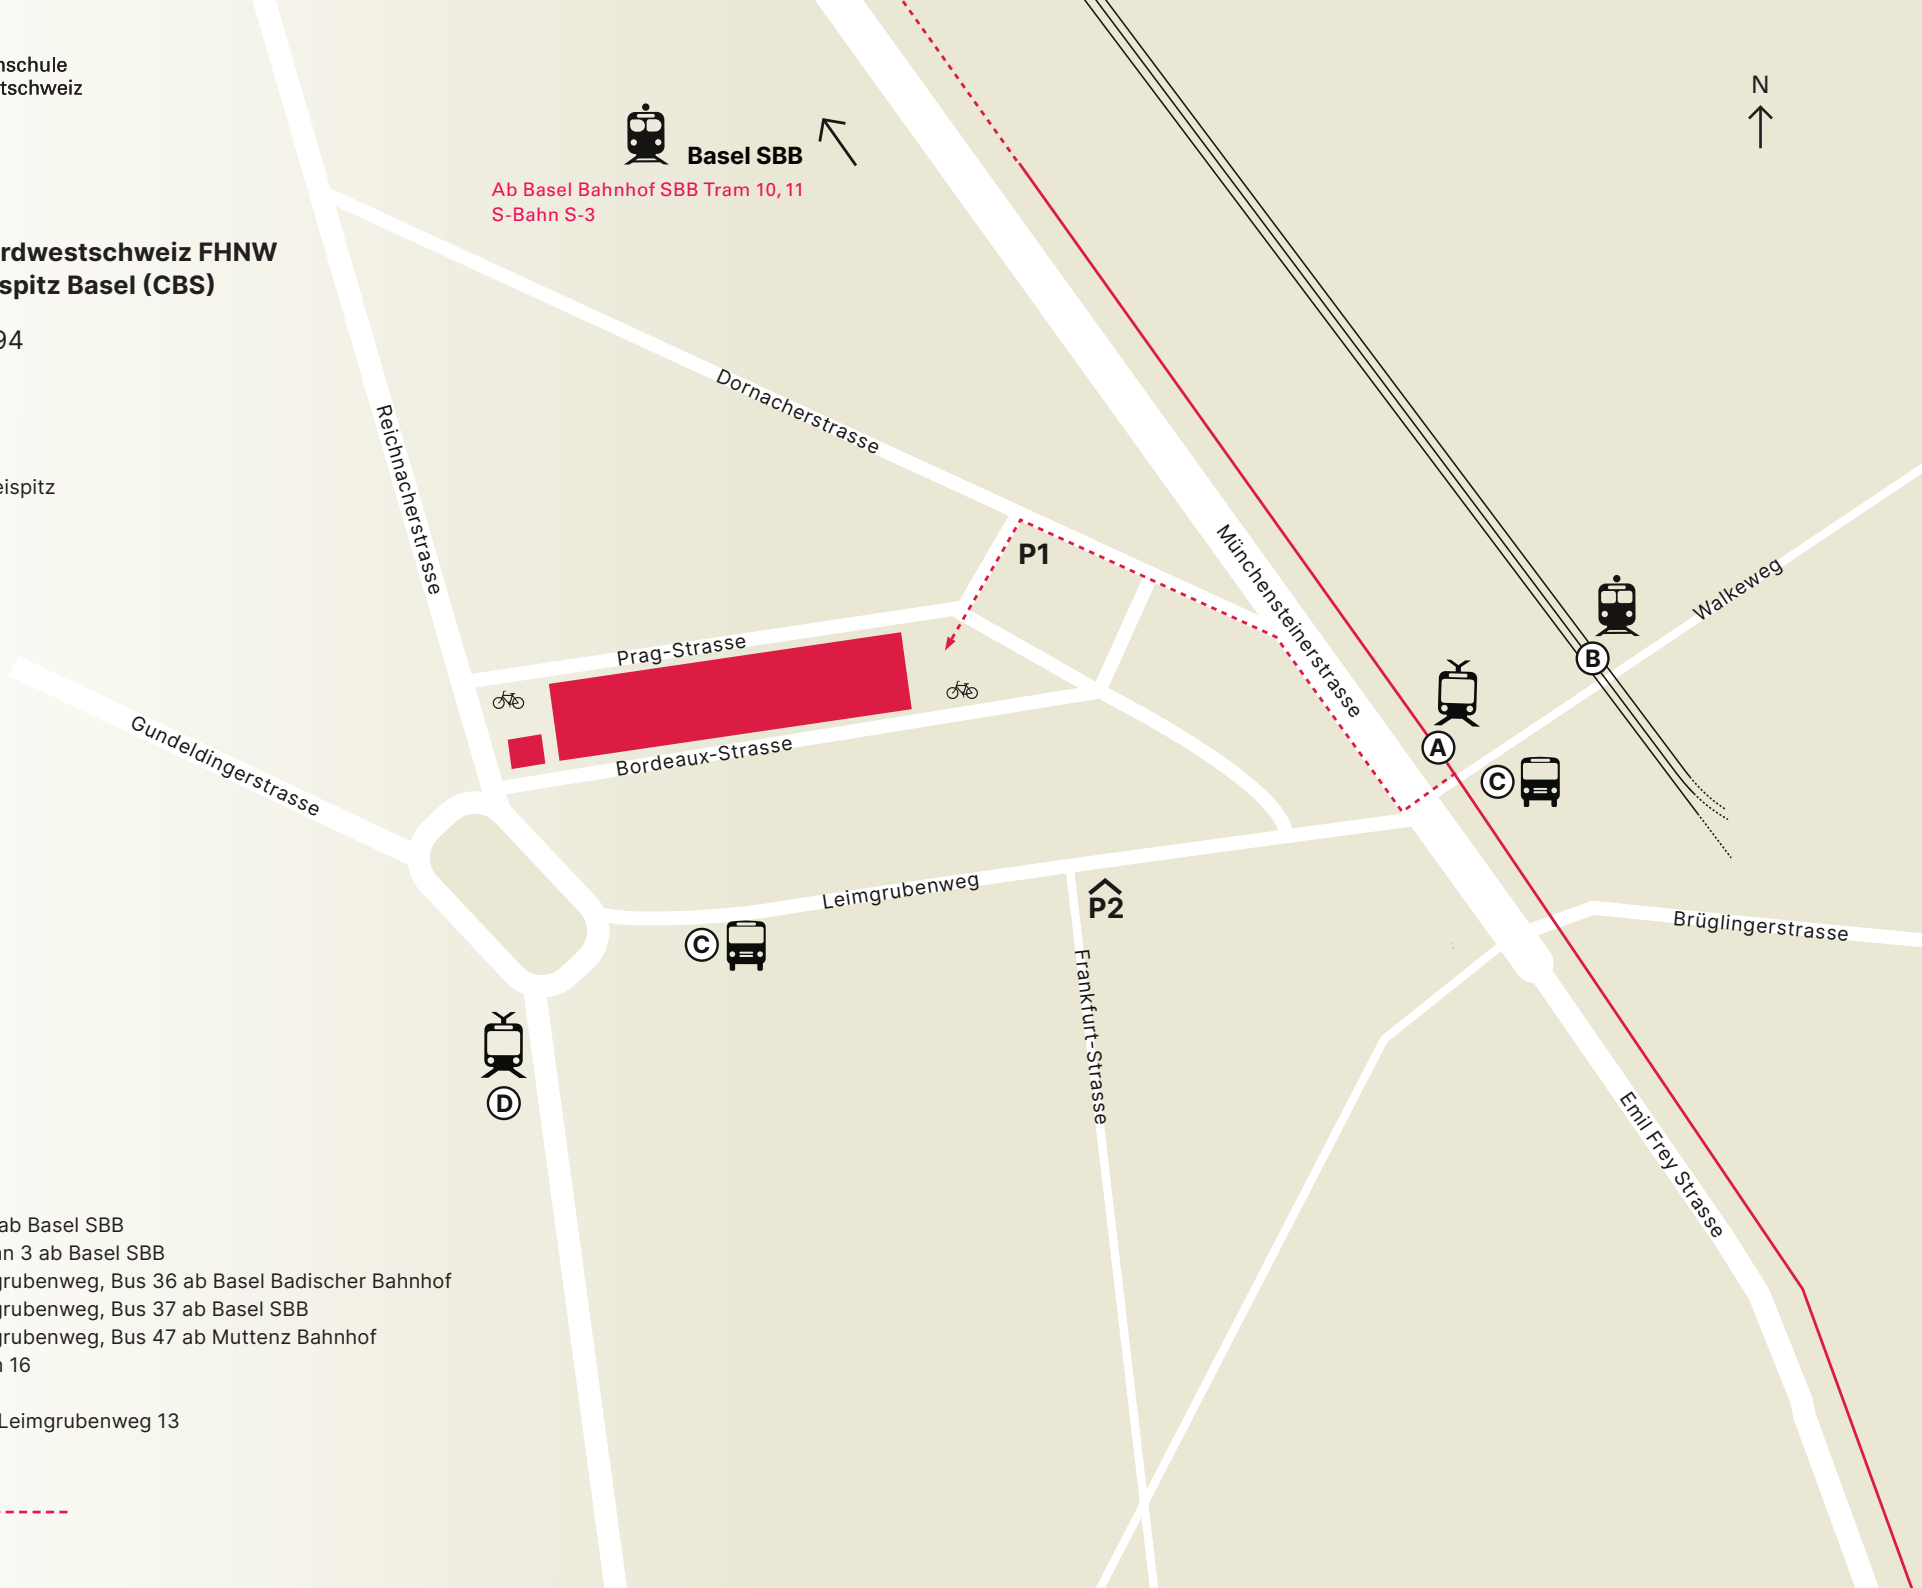 hschule
tschweiz
N
Basel SBB
Ab Basel Bahnhof SBB Tram 10, 11
S-Bahn S-3
rdwestschweiz FHNW
spitz Basel (CBS)
94
Dornacherstrasse
Reichnacherstrasse
eispitz
P1
Münchensteinerstrasse
Walkeweg
Prag-Strasse
B
Gundeldingerstrasse
Bordeaux-Strasse
A
C
Leimgrubenweg
P2
Brüglingerstrasse
C
Frankfurt-Strasse
D
Emil Frey Strasse
ab Basel SBB
an 3 ab Basel SBB
grubenweg, Bus 36 ab Basel Badischer Bahnhof
grubenweg, Bus 37 ab Basel SBB
grubenweg, Bus 47 ab Muttenz Bahnhof
n 16
Leimgrubenweg 13